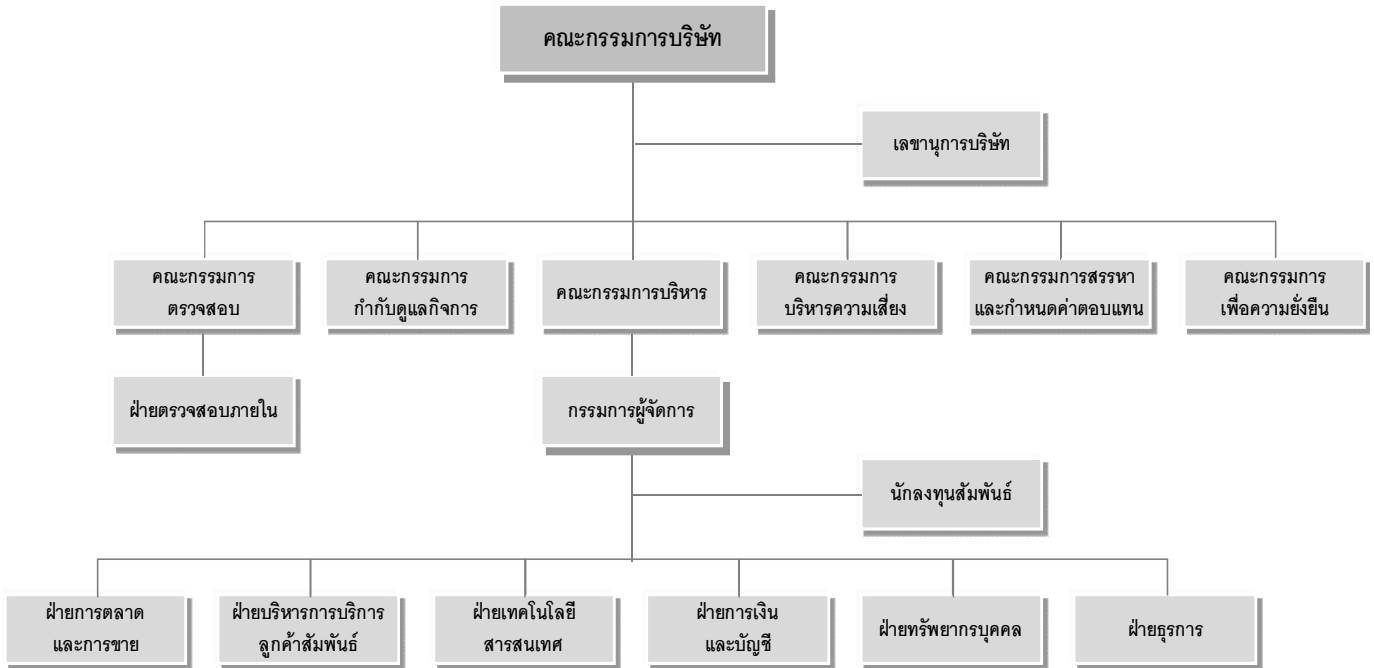 คณะกรรมการบริษัท
เลขานุการบริษัท
คณะกรรมการ
ตรวจสอบ
คณะกรรมการ
กำกับดูแลกิจการ
คณะกรรมการบริหาร
คณะกรรมการ
บริหารความเสี่ยง
คณะกรรมการสรรหา
และกำหนดค่าตอบแทน
คณะกรรมการ
เพื่อความยั่งยืน
ฝ่ายตรวจสอบภายใน
กรรมการผู้จัดการ
นักลงทุนสัมพันธ์
ฝ่ายการตลาด
และการขาย
ฝ่ายบริหารการบริการ
ลูกค้าสัมพันธ์
ฝ่ายเทคโนโลยี
สารสนเทศ
ฝ่ายการเงิน
และบัญชี
ฝ่ายทรัพยากรบุคคล
ฝ่ายธุรการ